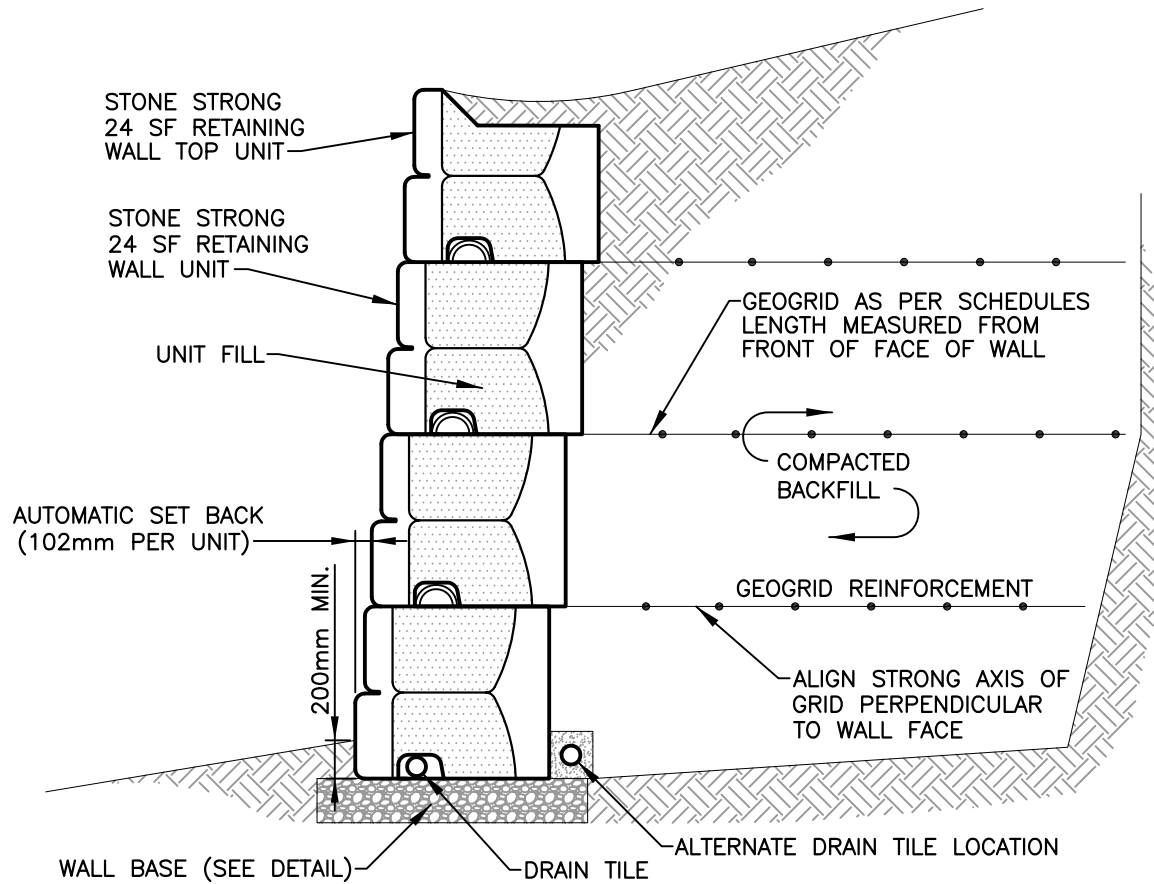 STONE STRONG
24 SF RETAINING
WALL TOP UNIT
STONE STRONG
24 SF RETAINING
WALL UNIT
UNIT FILL
GEOGRID AS PER SCHEDULES
LENGTH MEASURED FROM
FRONT OF FACE OF WALL
COMPACTED
BACKFILL
AUTOMATIC SET BACK
(102mm PER UNIT)
200mm MIN.
GEOGRID REINFORCEMENT
ALIGN STRONG AXIS OF
GRID PERPENDICULAR
TO WALL FACE
WALL BASE (SEE DETAIL)
DRAIN TILE
ALTERNATE DRAIN TILE LOCATION